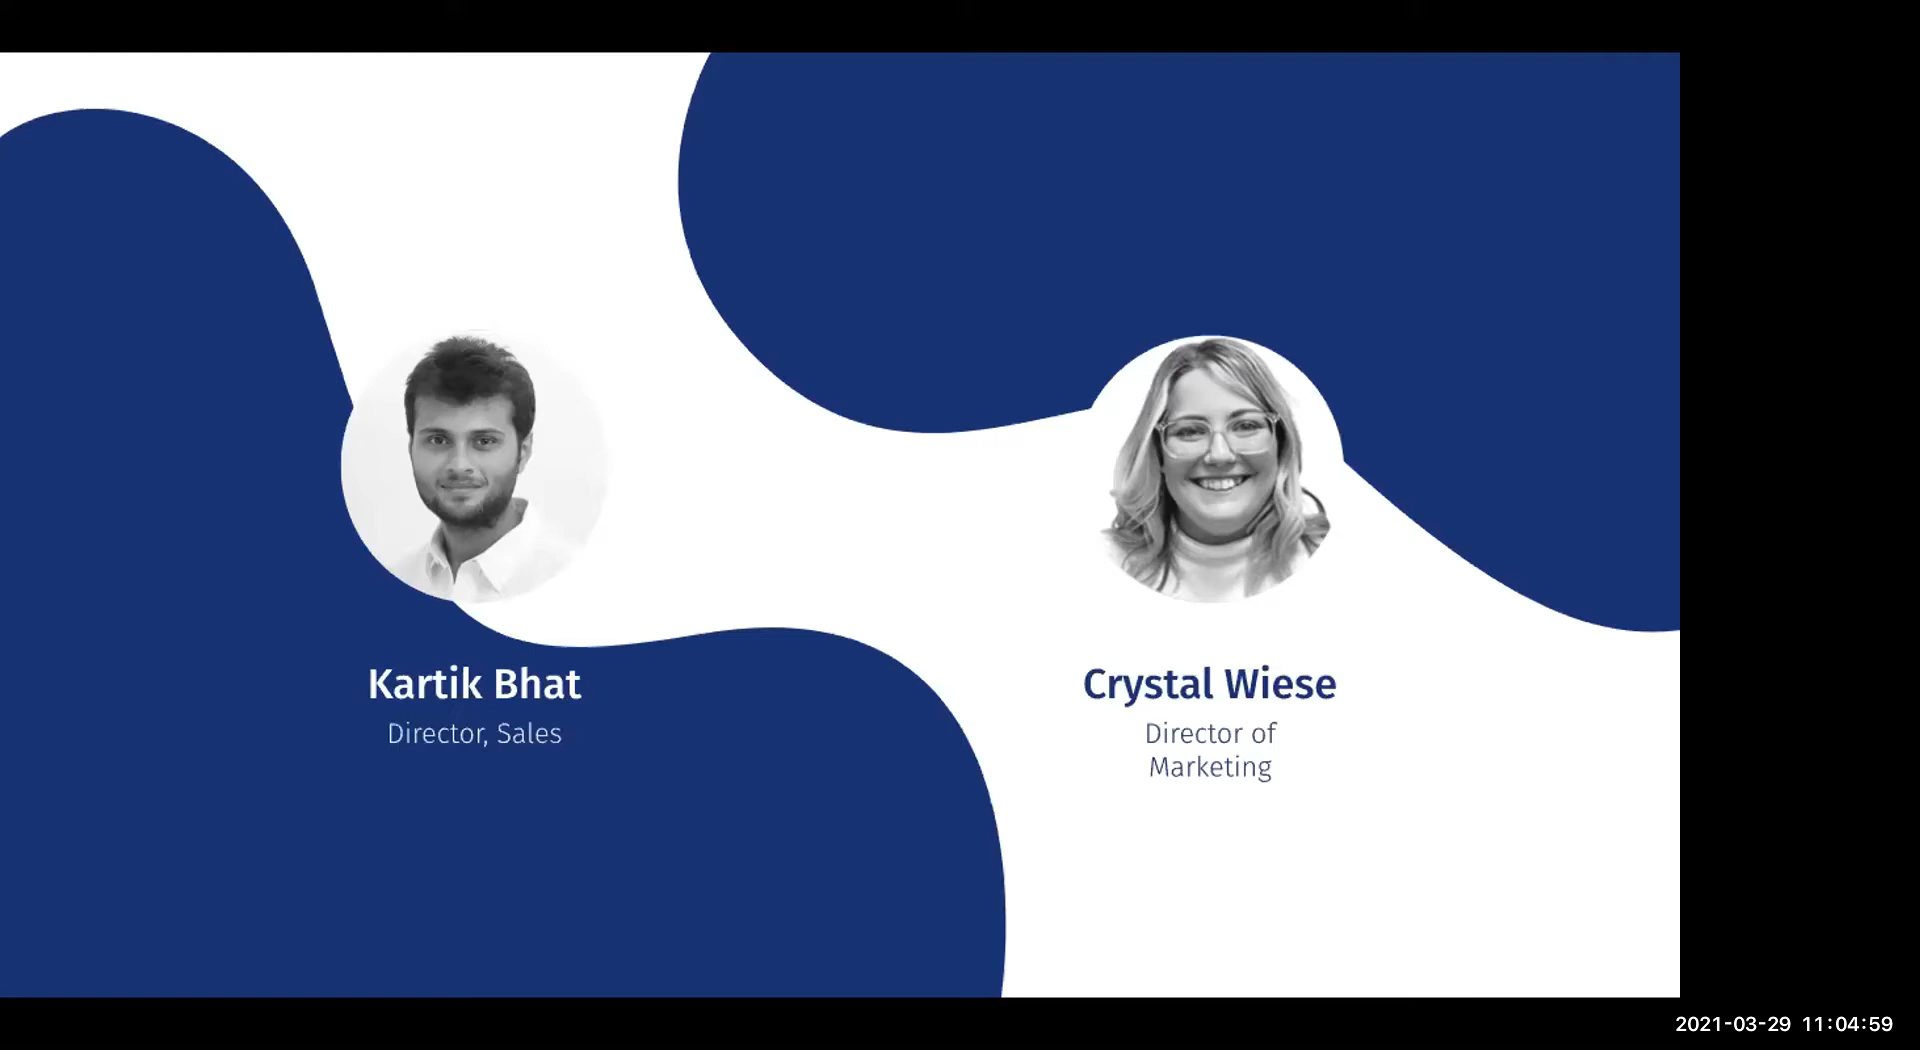 Kartik Bhat
Director, Sales
Crystal Wiese
Director of
Marketing
2021-03-29 11:04:59